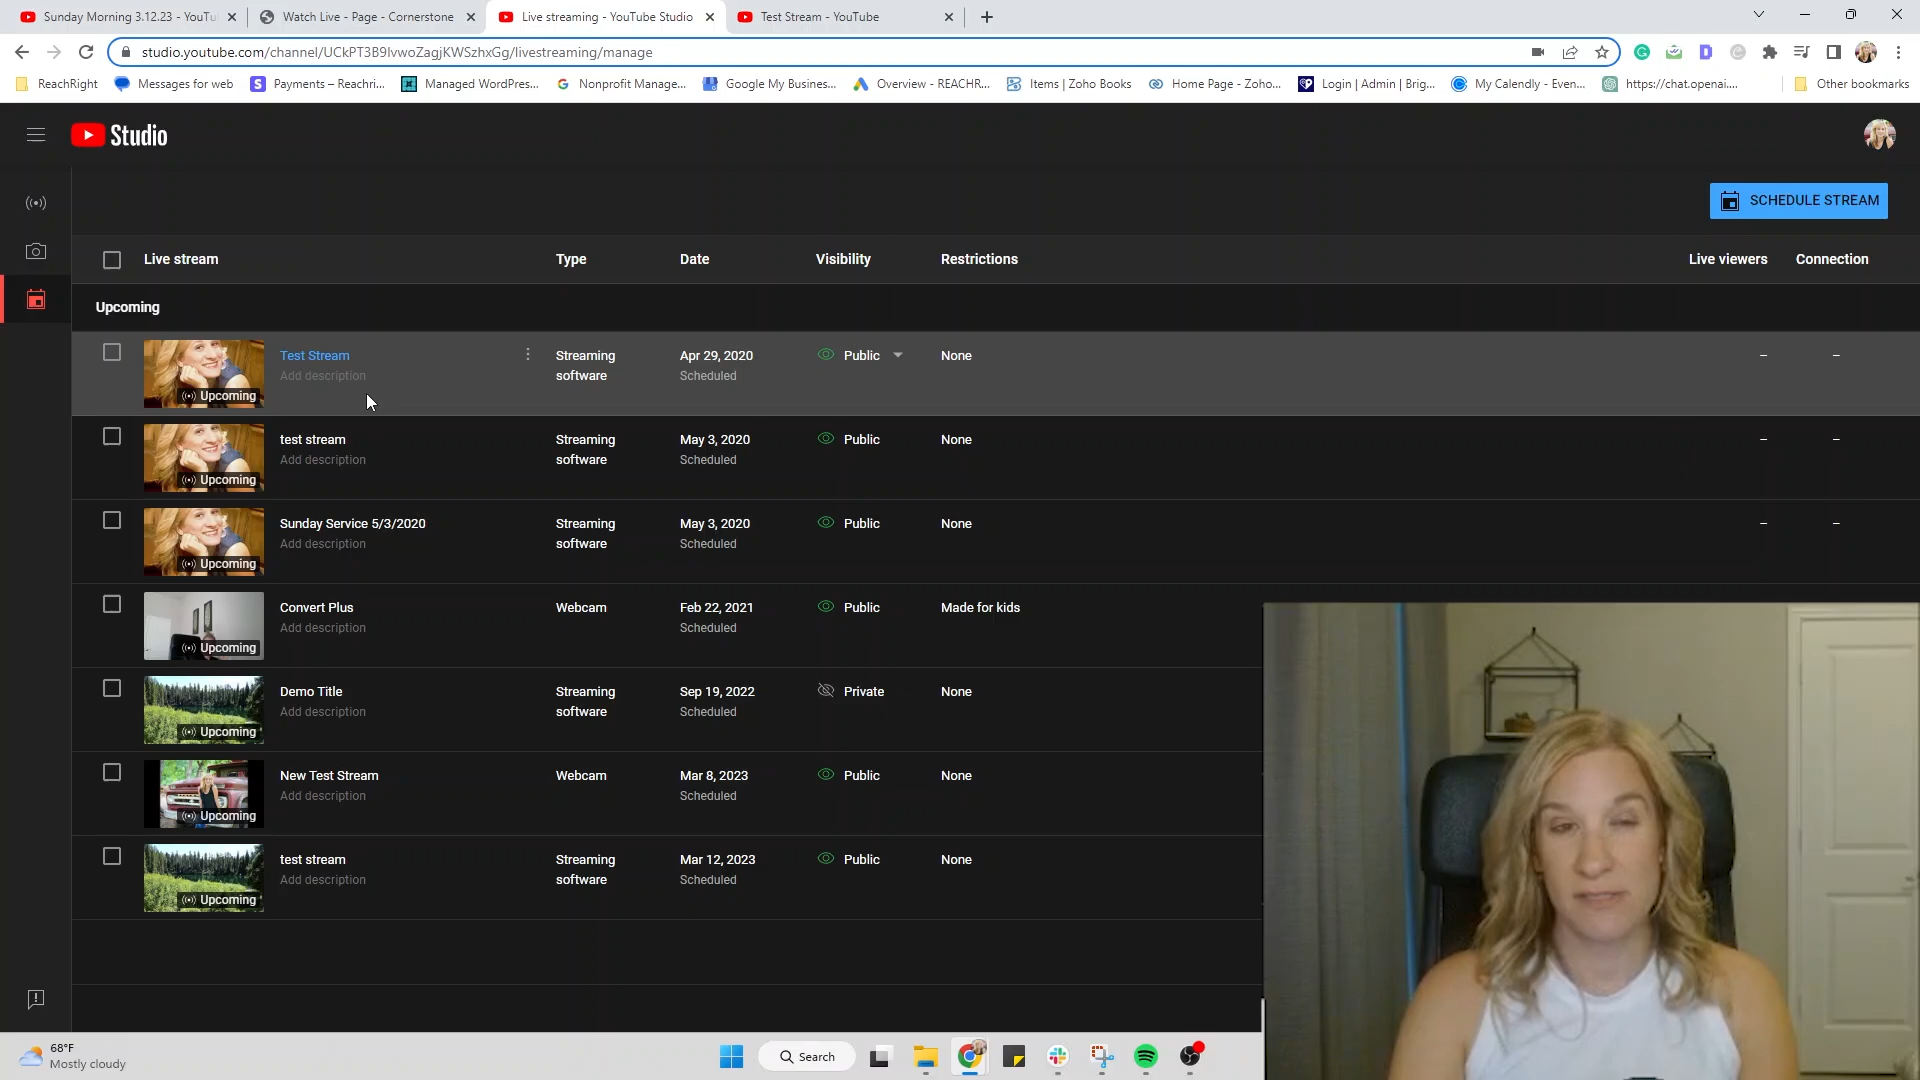 Sunday Morning 3.12.23 - YouTu
Watch Live - Page - Cornerstone
Live streaming - YouTube Studio
Test Stream - YouTube
studio.youtube.com/channel/UCkPT3B9IvwoZagjKWSzhxGg/livestreaming/manage
ReachRight
Messages for web
Payments – Reachri...
Managed WordPres...
Nonprofit Manage...
Google My Busines...
Overview - REACHR...
Items | Zoho Books
Home Page - Zoho...
Login | Admin | Brig...
My Calendly - Even...
https://chat.openai....
Other bookmarks
Studio
SCHEDULE STREAM
Live stream Type Date Visibility Restrictions Live viewers Connection
Upcoming
Test Stream Streaming Apr 29, 2020 Public None – –
Add description software Scheduled
Upcoming
test stream Streaming May 3, 2020 Public None – –
Add description software Scheduled
Upcoming
Sunday Service 5/3/2020 Streaming May 3, 2020 Public None – –
Add description software Scheduled
Upcoming
Convert Plus Webcam Feb 22, 2021 Public Made for kids
Add description Scheduled
Upcoming
Demo Title Streaming Sep 19, 2022 Private None
Add description software Scheduled
Upcoming
New Test Stream Webcam Mar 8, 2023 Public None
Add description Scheduled
Upcoming
test stream Streaming Mar 12, 2023 Public None
Add description software Scheduled
Upcoming
68°F
Mostly cloudy
Search